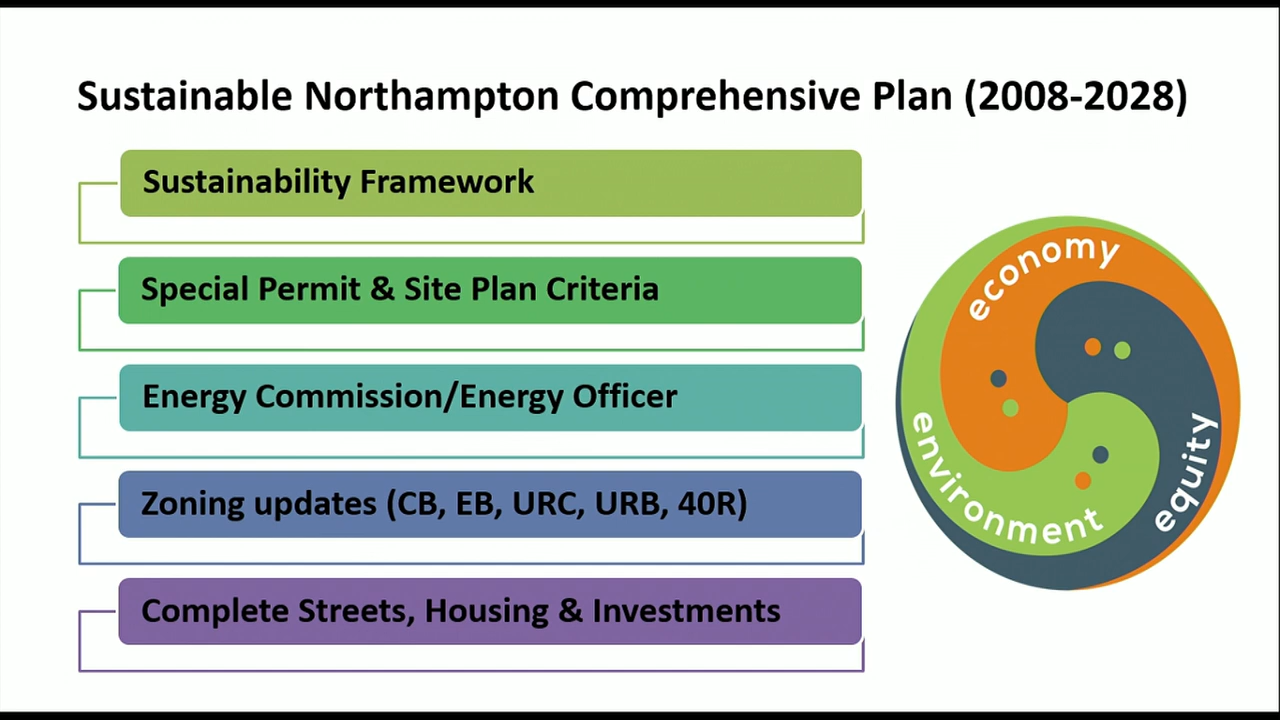 Sustainable Northampton Comprehensive Plan (2008-2028)
Sustainability Framework
Special Permit & Site Plan Criteria
Energy Commission/Energy Officer
Zoning updates (CB, EB, URC, URB, 40R)
Complete Streets, Housing & Investments
economy
environment
equity